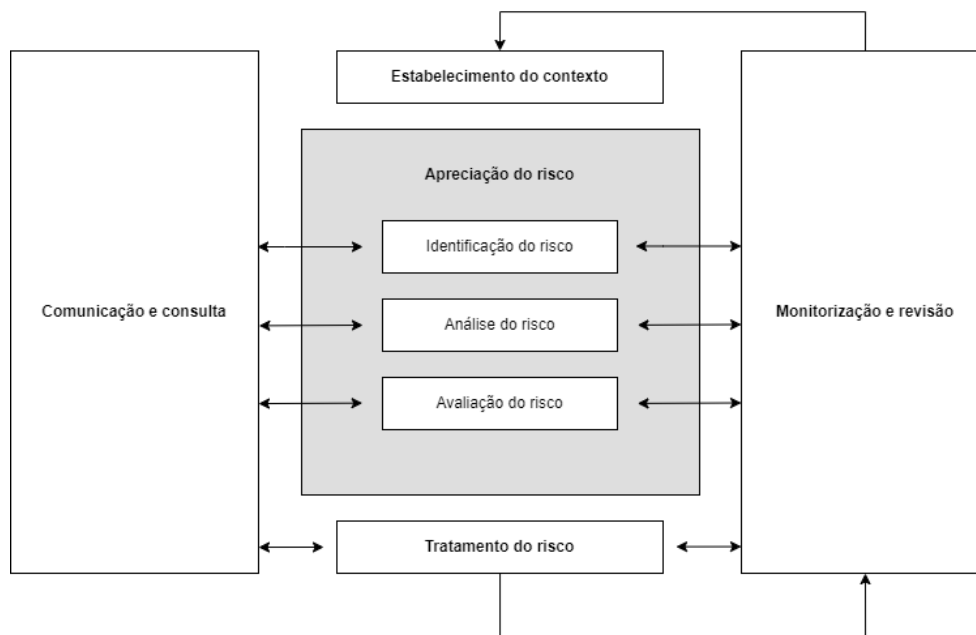 Estabelecimento do contexto
Apreciação do risco
Identificação do risco
Comunicação e consulta
Monitorização e revisão
Análise do risco
Avaliação do risco
Tratamento do risco